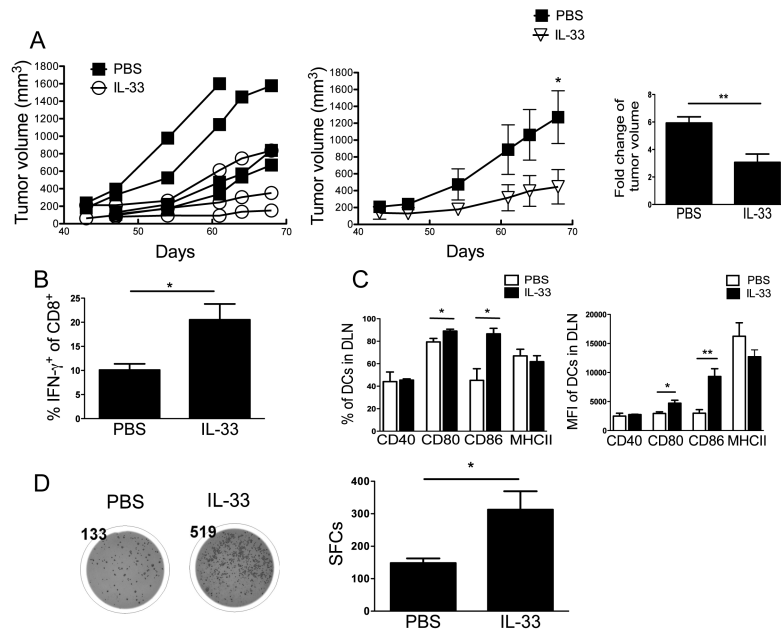 A
PBS
IL-33
Tumor volume (mm3)
1800
1600
1400
1200
1000
800
600
400
200
0
40
50
60
70
Days
PBS
IL-33
Tumor volume (mm3)
1800
1600
1400
1200
1000
800
600
400
200
0
40
50
60
70
Days
*
Fold change of
tumor volume
8
6
4
2
0
**
PBS
IL-33
B
% IFN-γ+ of CD8+
25
20
15
10
5
0
*
PBS
IL-33
C
PBS
IL-33
% of DCs in DLN
100
80
60
40
20
0
*
*
CD40
CD80
CD86
MHCII
PBS
IL-33
MFI of DCs in DLN
20000
15000
10000
5000
0
*
**
CD40
CD80
CD86
MHCII
D
PBS
IL-33
133
519
SFCs
400
300
200
100
0
*
PBS
IL-33